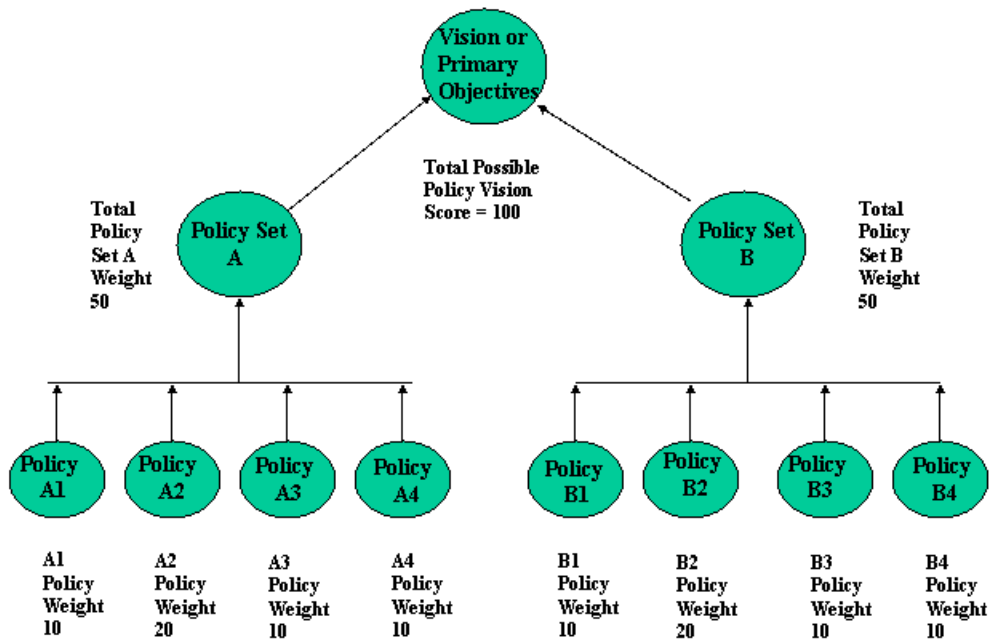 Vision or
Primary
Objectives
Total Possible
Policy Vision
Score = 100
Total
Policy
Set A
Weight
50
Policy Set
A
Policy Set
B
Total
Policy
Set B
Weight
50
Policy
A1
Policy
A2
Policy
A3
Policy
A4
Policy
B1
Policy
B2
Policy
B3
Policy
B4
A1
Policy
Weight
10
A2
Policy
Weight
20
A3
Policy
Weight
10
A4
Policy
Weight
10
B1
Policy
Weight
10
B2
Policy
Weight
20
B3
Policy
Weight
10
B4
Policy
Weight
10